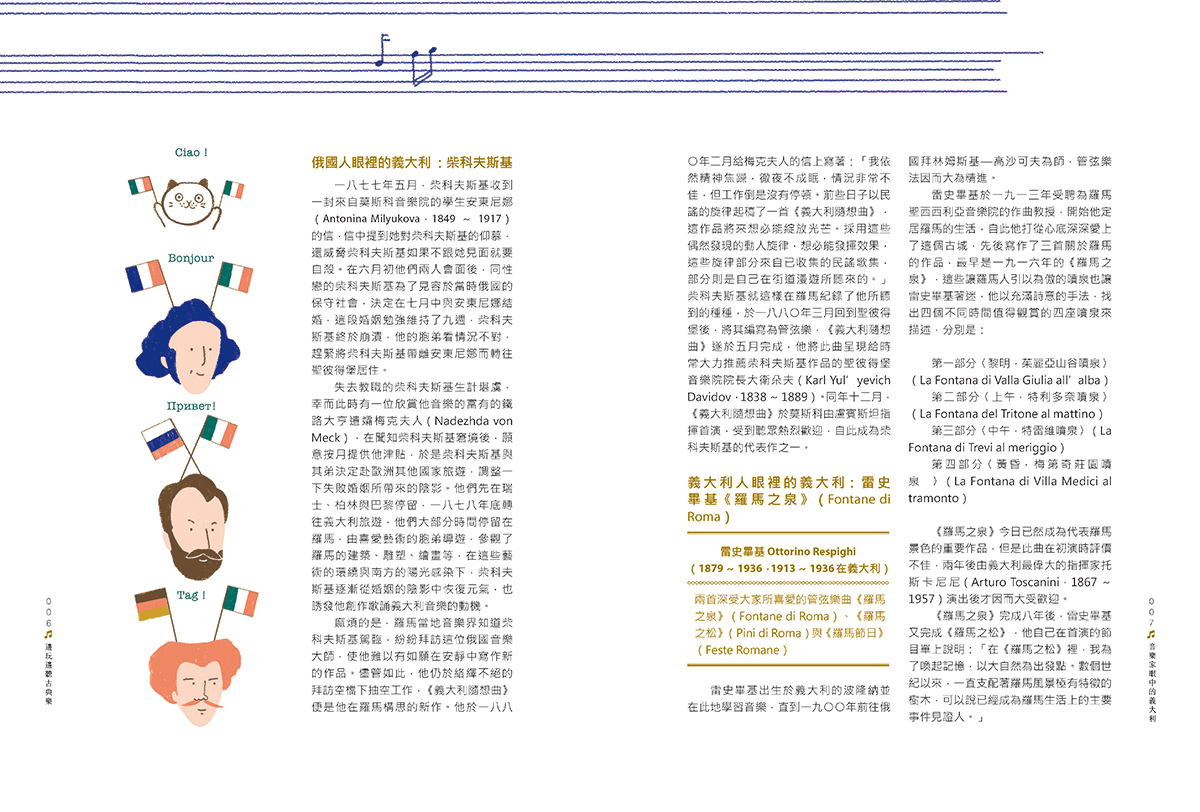 Ciao !
Bonjour
Привет!
Tag !
006 邊玩邊聽古典樂
俄國人眼裡的義大利：柴科夫斯基
一八七七年五月，柴科夫斯基收到
一封來自莫斯科音樂院的學生安東尼娜
（Antonina Milyukova，1849 ～ 1917）
的信，信中提到她對柴科夫斯基的仰慕，
還威脅柴科夫斯基如果不跟她見面就要
自殺。在六月初他們兩人會面後，同性
戀的柴科夫斯基為了見容於當時俄國的
保守社會，決定在七月中與安東尼娜結
婚，這段婚姻勉強維持了九週，柴科夫
斯基終於崩潰，他的胞弟看情況不對，
趕緊將柴科夫斯基帶離安東尼娜而轉往
聖彼得堡居住。
失去教職的柴科夫斯基生計堪虞，
幸而此時有一位欣賞他音樂的富有的鐵
路大亨遺孀梅克夫人（Nadezhda von
Meck），在聞知柴科夫斯基窘境後，願
意按月提供他津貼，於是柴科夫斯基與
其弟決定赴歐洲其他國家旅遊，調整一
下失敗婚姻所帶來的陰影。他們先在瑞
士、柏林與巴黎停留，一八七八年底轉
往義大利旅遊，他們大部分時間停留在
羅馬，由喜愛藝術的胞弟導遊，參觀了
羅馬的建築、雕塑、繪畫等，在這些藝
術的環繞與南方的陽光感染下，柴科夫
斯基逐漸從婚姻的陰影中恢復元氣，也
誘發他創作歌誦義大利音樂的動機。
麻煩的是，羅馬當地音樂界知道柴
科夫斯基駕臨，紛紛拜訪這位俄國音樂
大師，使他難以有如願在安靜中寫作新
的作品。儘管如此，他仍於絡繹不絕的
拜訪空檔下抽空工作，《義大利隨想曲》
便是他在羅馬構思的新作。他於一八八
〇年二月給梅克夫人的信上寫著：「我依
然精神焦躁，徹夜不成眠，情況非常不
佳，但工作倒是沒有停頓。前些日子以民
謠的旋律起稿了一首《義大利隨想曲》，
這作品將來想必能綻放光芒。採用這些
偶然發現的動人旋律，想必能發揮效果，
這些旋律部分來自已收集的民謠歌集，
部分則是自己在街道漫遊所聽來的。」
柴科夫斯基就這樣在羅馬紀錄了他所聽
到的種種，於一八八〇年三月回到聖彼得
堡後，將其編寫為管弦樂，《義大利隨想
曲》遂於五月完成，他將此曲呈現給時
常大力推薦柴科夫斯基作品的聖彼得堡
音樂院院長大衛朵夫（Karl Yul’yevich
Davidov，1838 ～ 1889）。同年十二月，
《義大利隨想曲》於莫斯科由盧賓斯坦指
揮首演，受到聽眾熱烈歡迎，自此成為柴
科夫斯基的代表作之一。
義大利人眼裡的義大利：雷史
畢基《羅馬之泉》（Fontane di
Roma）
雷史畢基 Ottorino Respighi
（1879 ～ 1936，1913 ～ 1936 在義大利）
兩首深受大家所喜愛的管弦樂曲《羅馬
之泉》（Fontane di Roma）、《羅馬
之松》（Pini di Roma）與《羅馬節日》
（Feste Romane）
雷史畢基出生於義大利的波隆納並
在此地學習音樂，直到一九〇〇年前往俄
國拜林姆斯基—高沙可夫為師，管弦樂
法因而大為精進。
雷史畢基於一九一三年受聘為羅馬
聖西西利亞音樂院的作曲教授，開始他定
居羅馬的生活，自此他打從心底深深愛上
了這個古城，先後寫作了三首關於羅馬
的作品，最早是一九一六年的《羅馬之
泉》，這些讓羅馬人引以為傲的噴泉也讓
雷史畢基著迷，他以充滿詩意的手法，找
出四個不同時間值得觀賞的四座噴泉來
描述，分別是：
第一部分〈黎明，茱麗亞山谷噴泉〉
（La Fontana di Valla Giulia all’alba）
第二部分〈上午，特利多奈噴泉〉
（La Fontana del Tritone al mattino）
第三部分〈中午，特雷維噴泉〉（La
Fontana di Trevi al meriggio）
第四部分〈黃昏，梅第奇莊園噴
泉〉（La Fontana di Villa Medici al
tramonto）
《羅馬之泉》今日已然成為代表羅馬
景色的重要作品，但是此曲在初演時評價
不佳，兩年後由義大利最偉大的指揮家托
斯卡尼尼（Arturo Toscanini，1867 ～
1957）演出後才因而大受歡迎。
《羅馬之泉》完成八年後，雷史畢基
又完成《羅馬之松》，他自己在首演的節
目單上說明：「在《羅馬之松》裡，我為
了喚起記憶，以大自然為出發點。數個世
紀以來，一直支配著羅馬風景極有特徵的
樹木，可以說已經成為羅馬生活上的主要
事件見證人。」
007 音樂家眼中的義大利